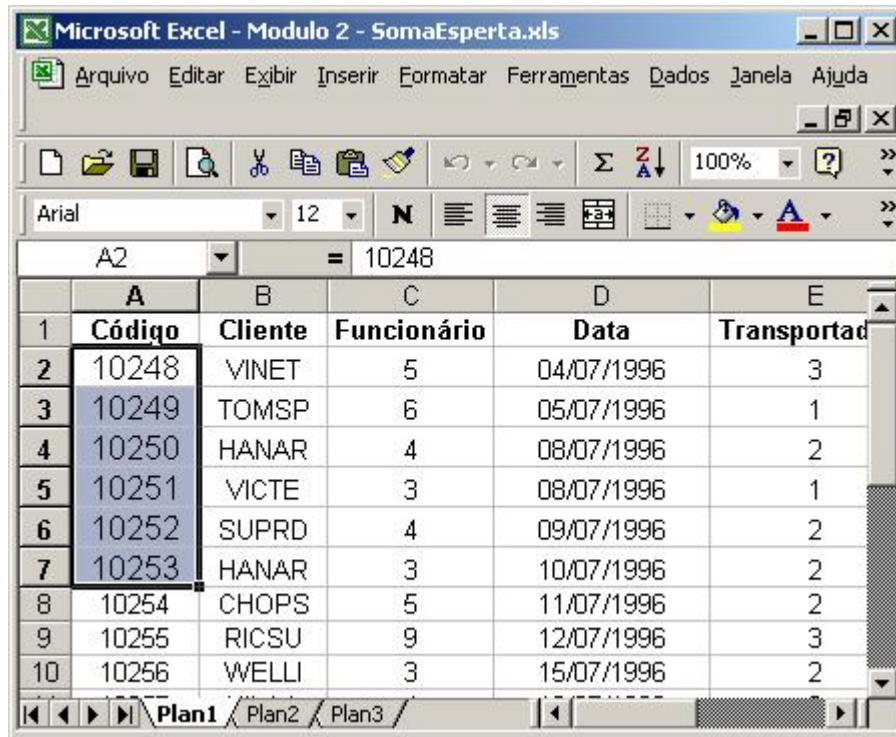 Microsoft Excel - Modulo 2 - SomaEsperta.xls
Arquivo Editar Exibir Inserir Formatar Ferramentas Dados Janela Ajuda
Σ Z A 100% ?
Arial 12 N A
A2 = 10248
A B C D E
1 Código Cliente Funcionário Data Transportad
2 10248 VINET 5 04/07/1996 3
3 10249 TOMSP 6 05/07/1996 1
4 10250 HANAR 4 08/07/1996 2
5 10251 VICTE 3 08/07/1996 1
6 10252 SUPRD 4 09/07/1996 2
7 10253 HANAR 3 10/07/1996 2
8 10254 CHOPS 5 11/07/1996 2
9 10255 RICSU 9 12/07/1996 3
10 10256 WELLI 3 15/07/1996 2
Plan1 Plan2 Plan3